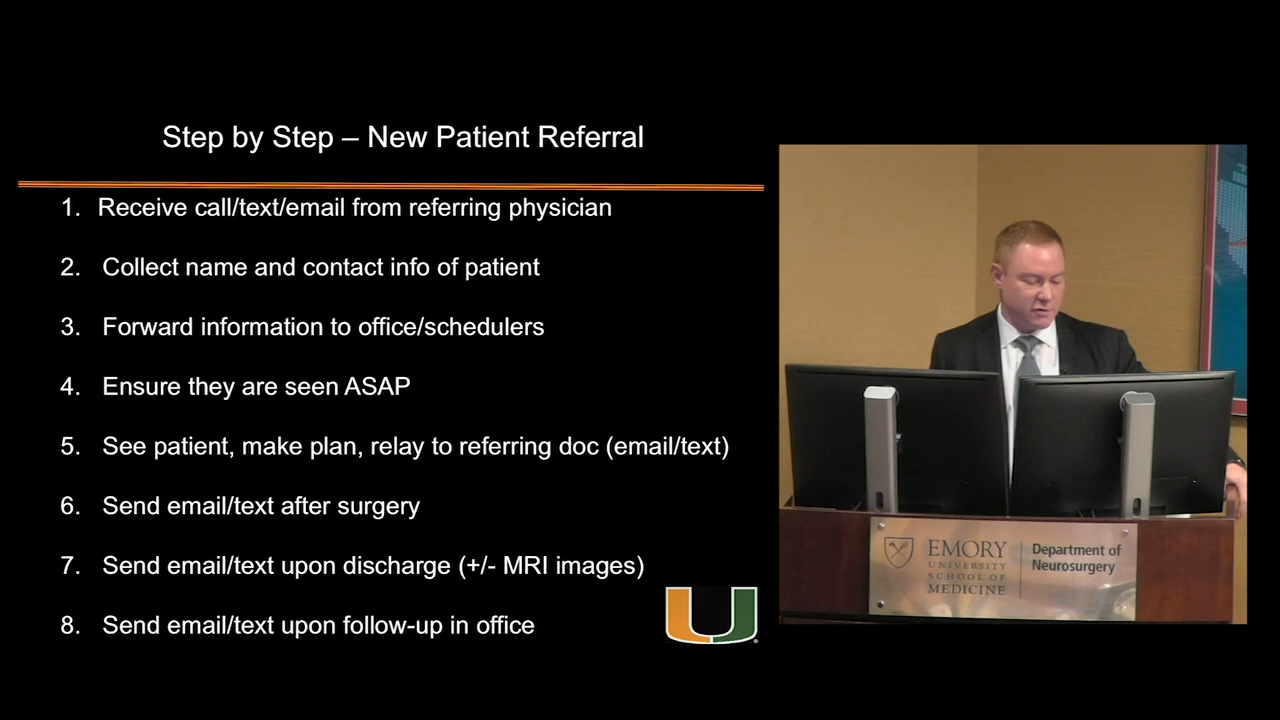 Step by Step – New Patient Referral
1. Receive call/text/email from referring physician
2. Collect name and contact info of patient
3. Forward information to office/schedulers
4. Ensure they are seen ASAP
5. See patient, make plan, relay to referring doc (email/text)
6. Send email/text after surgery
7. Send email/text upon discharge (+/- MRI images)
8. Send email/text upon follow-up in office
U
EMORY
UNIVERSITY
SCHOOL OF
MEDICINE
Department of
Neurosurgery